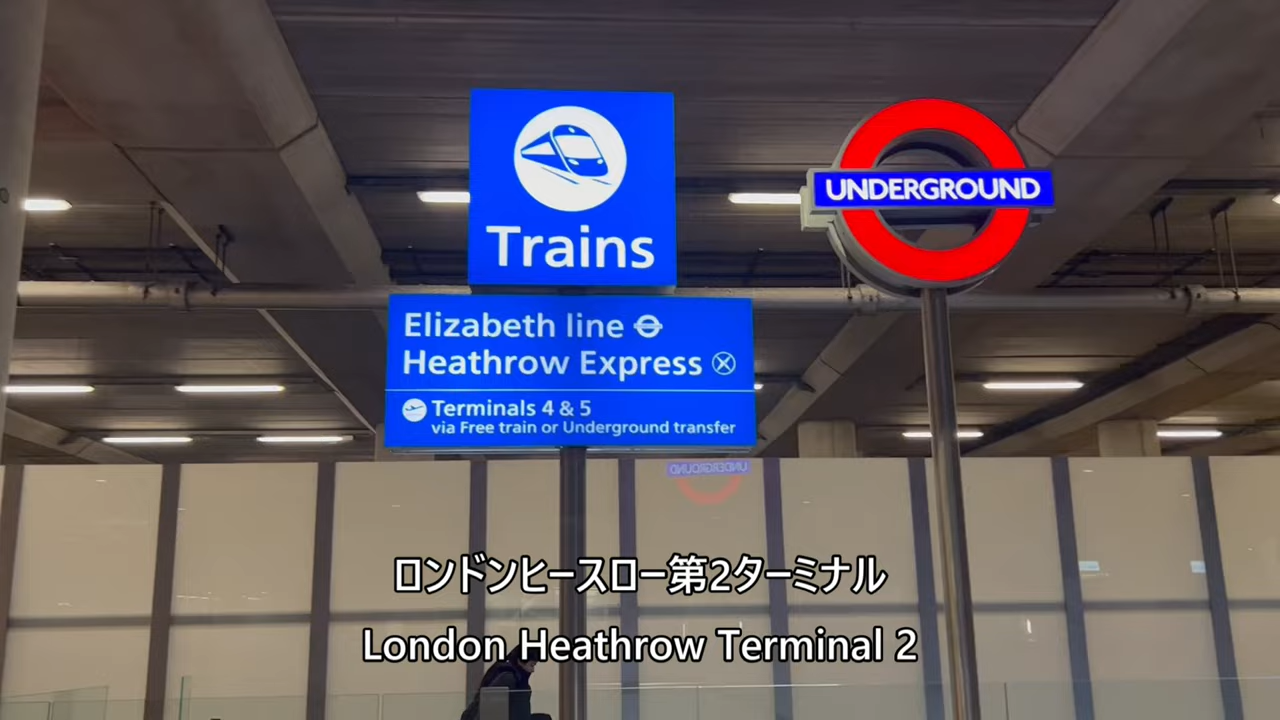 Trains
UNDERGROUND
Elizabeth line
Heathrow Express
Terminals 4 & 5
via Free train or Underground transfer
UNDERGROUND
ロンドンヒースロー第2ターミナル
London Heathrow Terminal 2